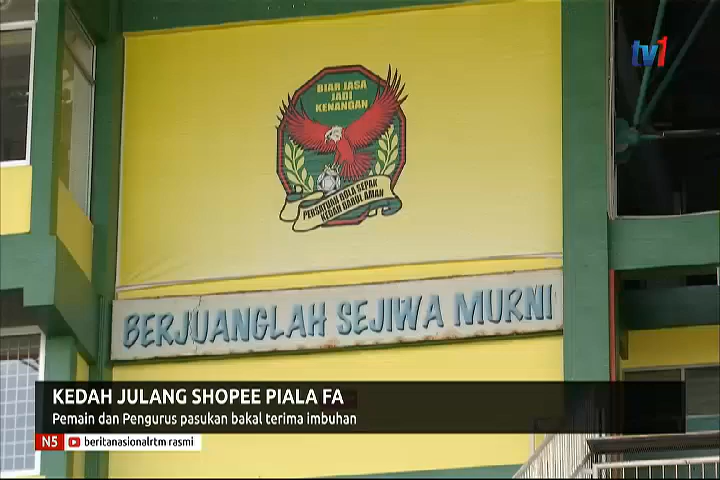 tv1
BIAR JASA
JADI
KENANGAN
PERSATUAN BOLA SEPAK
KEDAH DARUL AMAN
BERJUANGLAH SEJIWA MURNI
KEDAH JULANG SHOPEE PIALA FA
Pemain dan Pengurus pasukan bakal terima imbuhan
N5 beritanasionalrtm rasmi